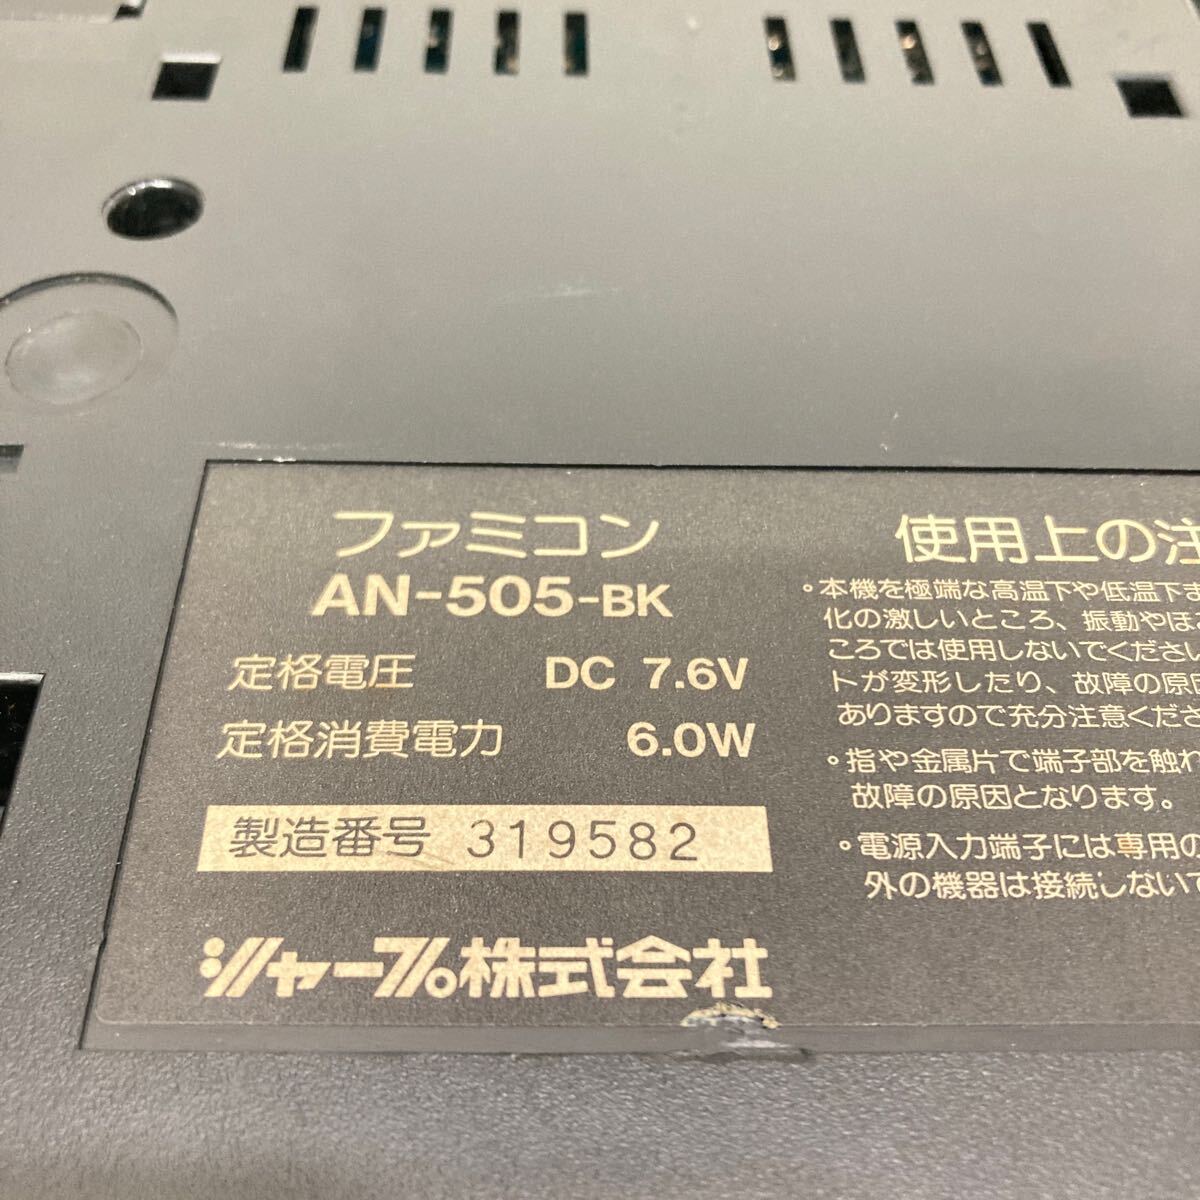 ファミコン
AN-505-BK
定格電圧 DC 7.6V
定格消費電力 6.0W
製造番号 319582
シャープ株式会社
使用上の注
。本機を極端な高温下や低温下ま
化の激しいところ、振動やほこ
ころでは使用しないでください
トが変形したり、故障の原因
ありますので充分注意くださ
。指や金属片で端子部を触れ
故障の原因となります。
。電源入力端子には専用の
外の機器は接続しないで